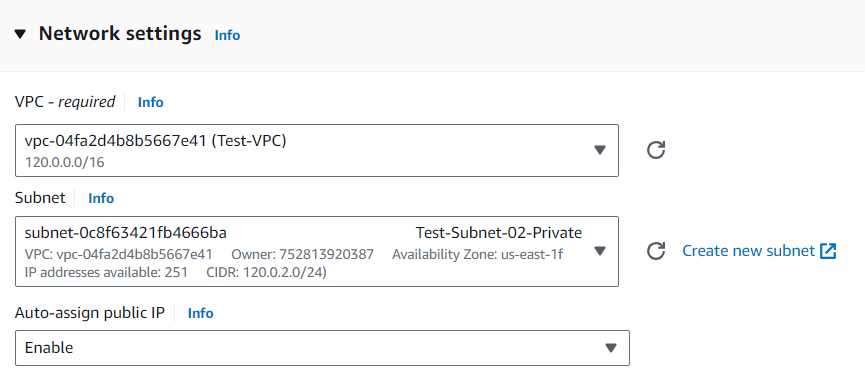 Network settings Info
VPC - required Info
vpc-04fa2d4b8b5667e41 (Test-VPC)
120.0.0.0/16
Subnet Info
subnet-0c8f63421fb4666ba Test-Subnet-02-Private
VPC: vpc-04fa2d4b8b5667e41 Owner: 752813920387 Availability Zone: us-east-1f
IP addresses available: 251 CIDR: 120.0.2.0/24)
Create new subnet
Auto-assign public IP Info
Enable